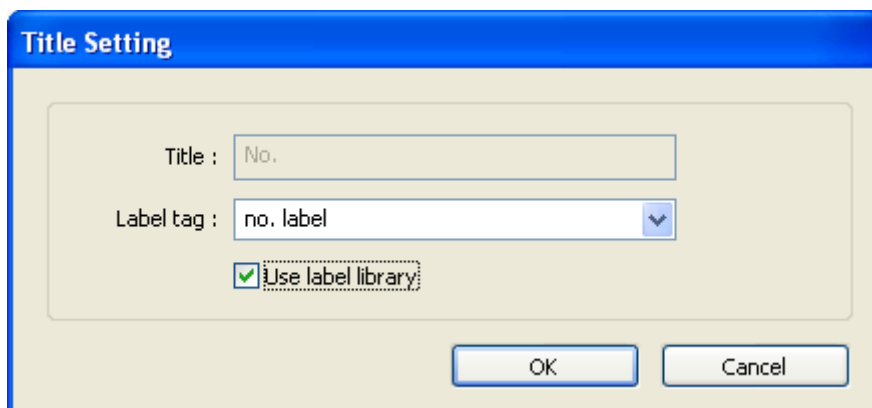 Title Setting
Title : No.
Label tag : no. label
Use label library
OK Cancel